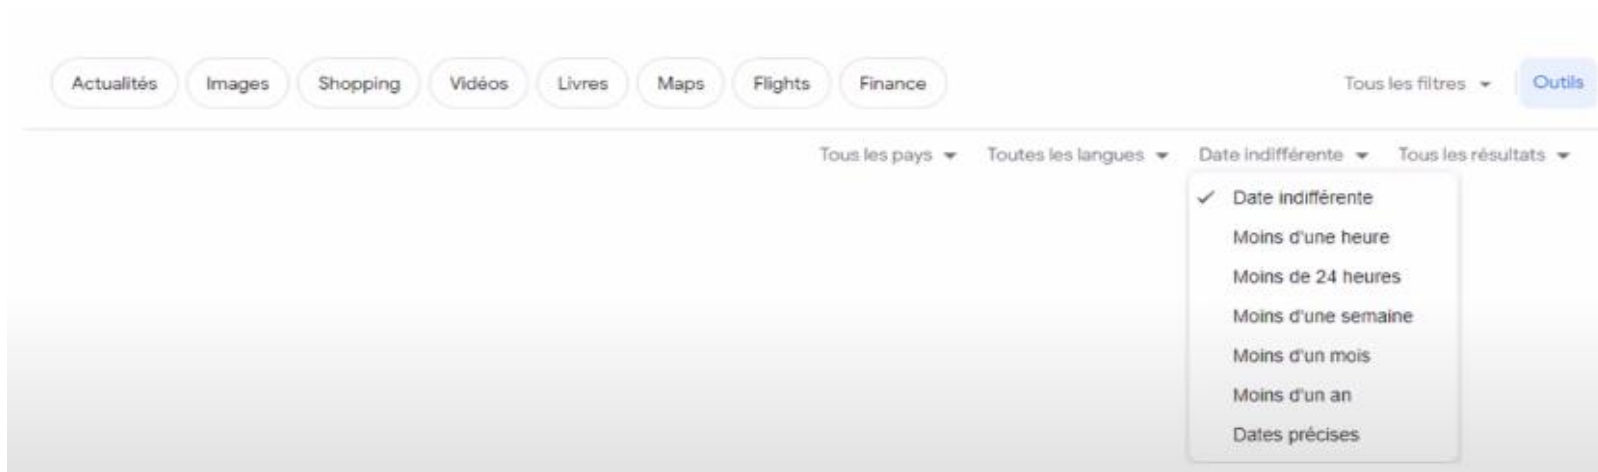 Actualités Images Shopping Vidéos Livres Maps Flights Finance Tous les filtres Outils
Tous les pays Toutes les langues Date indifférente Tous les résultats
Date indifférente
Moins d'une heure
Moins de 24 heures
Moins d'une semaine
Moins d'un mois
Moins d'un an
Dates précises